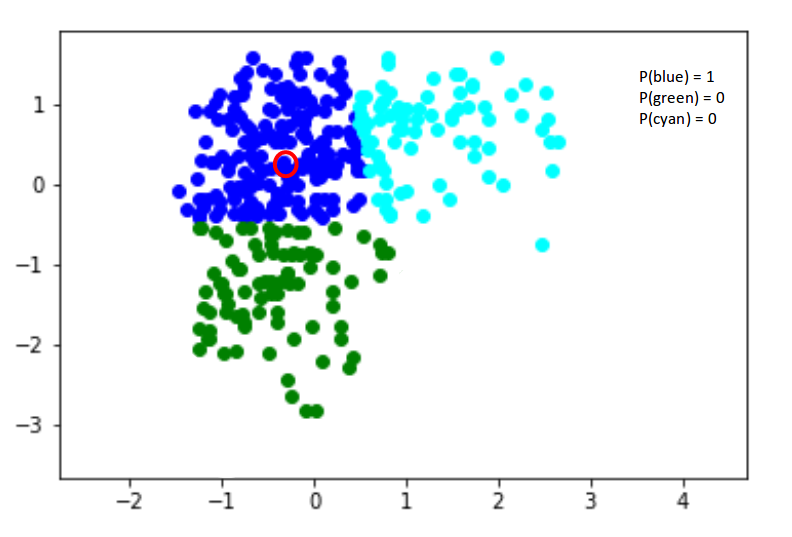 P(blue) = 1
P(green) = 0
P(cyan) = 0
1
0
−1
−2
−3
−2 −1 0 1 2 3 4